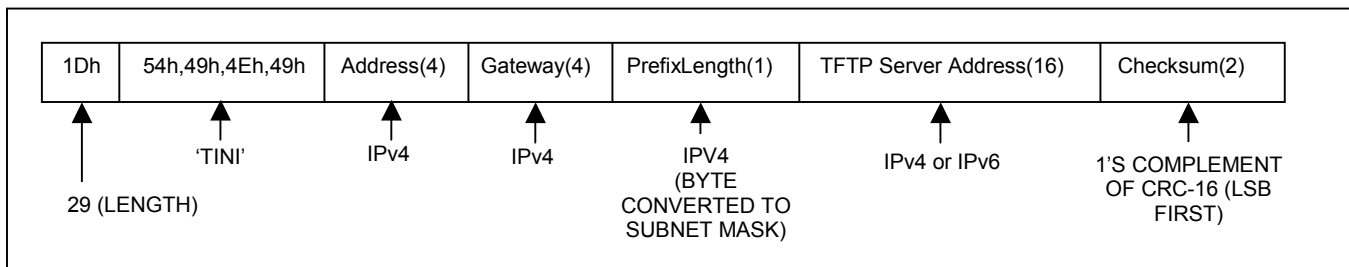 1Dh 54h,49h,4Eh,49h Address(4) Gateway(4) PrefixLength(1) TFTP Server Address(16) Checksum(2)
29 (LENGTH)
‘TINI’
IPv4
IPv4
IPV4
(BYTE
CONVERTED TO
SUBNET MASK)
IPv4 or IPv6
1’S COMPLEMENT
OF CRC-16 (LSB
FIRST)